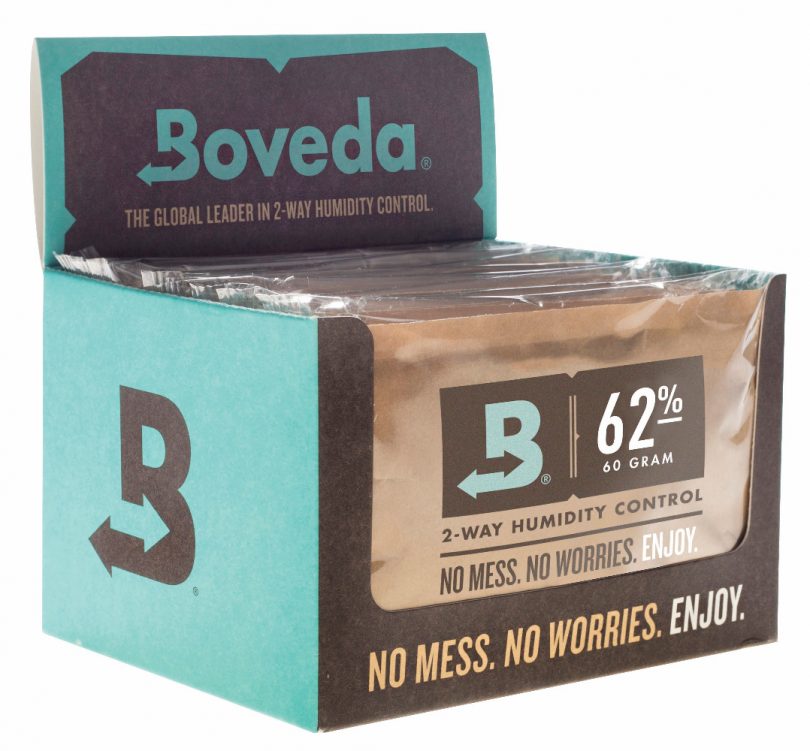 Boveda®
THE GLOBAL LEADER IN 2-WAY HUMIDITY CONTROL.
B®
B® 62%
60 GRAM
2-WAY HUMIDITY CONTROL
NO MESS. NO WORRIES. ENJOY.
NO MESS. NO WORRIES. ENJOY.